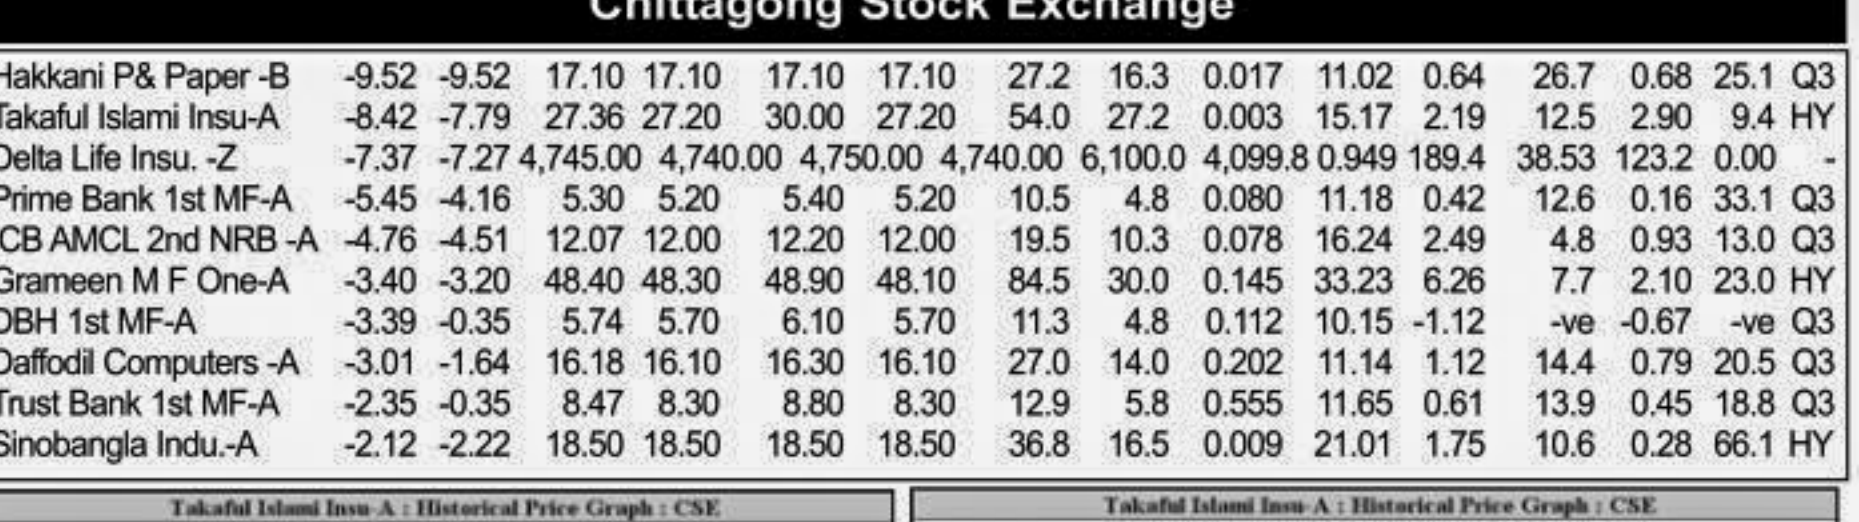 Chittagong Stock Exchange
Hakkani P& Paper -B -9.52 -9.52 17.10 17.10 17.10 17.10 27.2 16.3 0.017 11.02 0.64 26.7 0.68 25.1 Q3
Takaful Islami Insu-A -8.42 -7.79 27.36 27.20 30.00 27.20 54.0 27.2 0.003 15.17 2.19 12.5 2.90 9.4 HY
Delta Life Insu. -Z -7.37 -7.27 4,745.00 4,740.00 4,750.00 4,740.00 6,100.0 4,099.8 0.949 189.4 38.53 123.2 0.00 -
Prime Bank 1st MF-A -5.45 -4.16 5.30 5.20 5.40 5.20 10.5 4.8 0.080 11.18 0.42 12.6 0.16 33.1 Q3
ICB AMCL 2nd NRB -A -4.76 -4.51 12.07 12.00 12.20 12.00 19.5 10.3 0.078 16.24 2.49 4.8 0.93 13.0 Q3
Grameen M F One-A -3.40 -3.20 48.40 48.30 48.90 48.10 84.5 30.0 0.145 33.23 6.26 7.7 2.10 23.0 HY
DBH 1st MF-A -3.39 -0.35 5.74 5.70 6.10 5.70 11.3 4.8 0.112 10.15 -1.12 -ve -0.67 -ve Q3
Daffodil Computers -A -3.01 -1.64 16.18 16.10 16.30 16.10 27.0 14.0 0.202 11.14 1.12 14.4 0.79 20.5 Q3
Trust Bank 1st MF-A -2.35 -0.35 8.47 8.30 8.80 8.30 12.9 5.8 0.555 11.65 0.61 13.9 0.45 18.8 Q3
Sinobangla Indu.-A -2.12 -2.22 18.50 18.50 18.50 18.50 36.8 16.5 0.009 21.01 1.75 10.6 0.28 66.1 HY
Takaful Islami Insu-A : Historical Price Graph : CSE
Takaful Islami Insu-A : Historical Price Graph : CSE